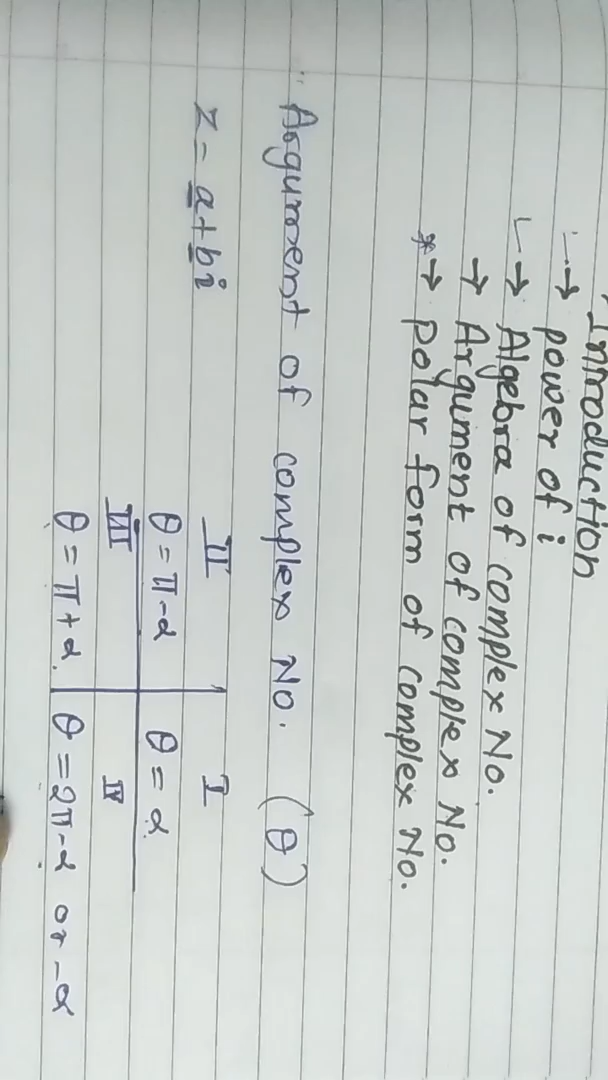 Introduction
→ power of i
→ Algebra of complex No.
→ Argument of complex No.
*→ polar form of complex No.
Argument of complex No. (θ)
z = a+bi
II I
θ = π-α θ = α
III IV
θ = π+α θ = 2π-α or -α